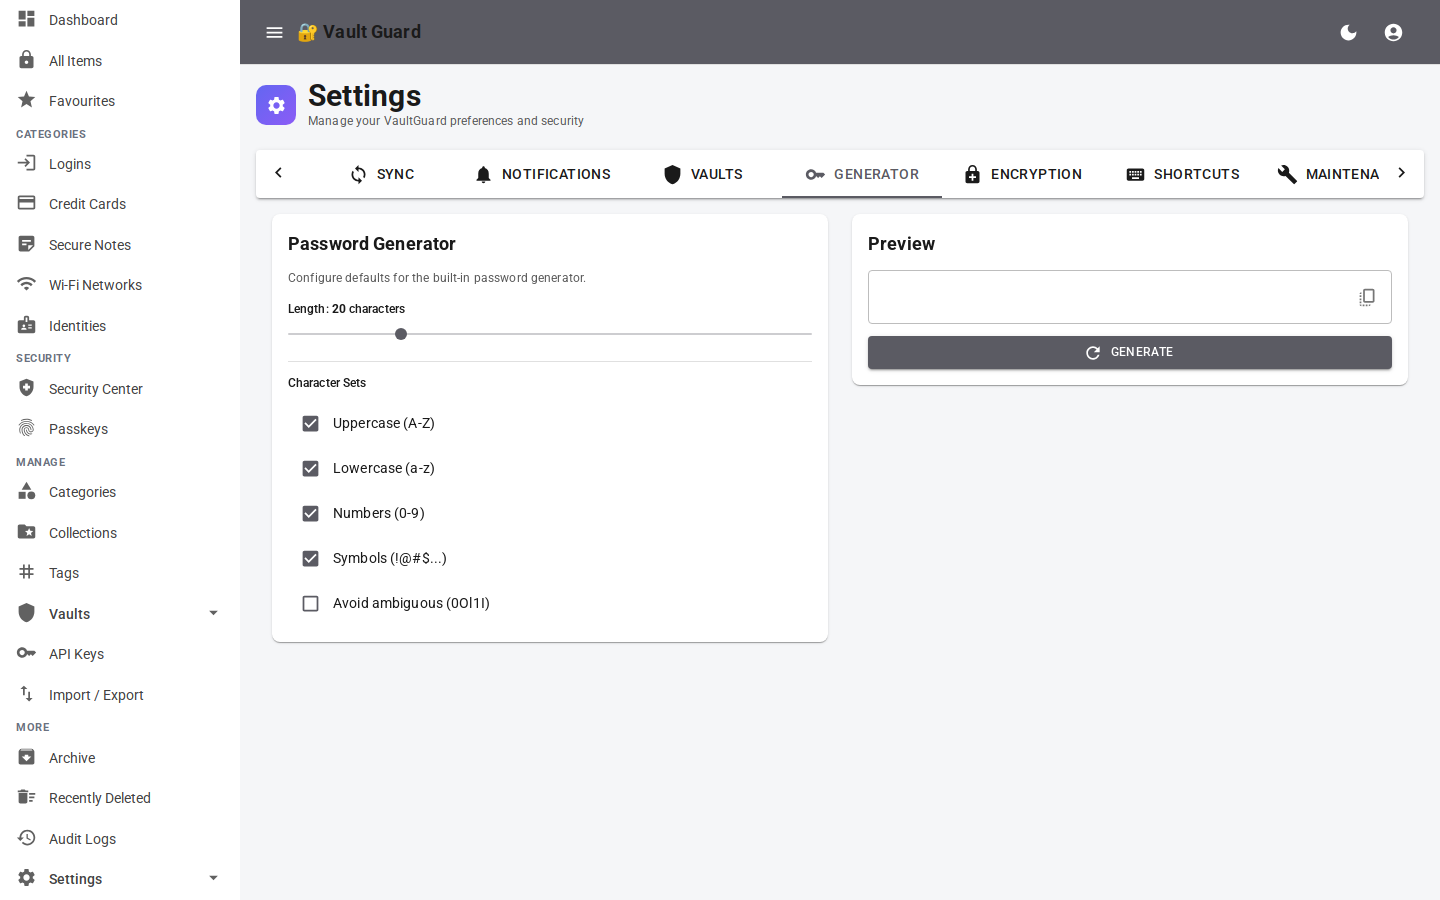 Dashboard
All Items
Favourites
CATEGORIES
Logins
Credit Cards
Secure Notes
Wi-Fi Networks
Identities
SECURITY
Security Center
Passkeys
MANAGE
Categories
Collections
Tags
Vaults
API Keys
Import / Export
MORE
Archive
Recently Deleted
Audit Logs
Settings
🔐 Vault Guard
Settings
Manage your VaultGuard preferences and security
SYNC
NOTIFICATIONS
VAULTS
GENERATOR
ENCRYPTION
SHORTCUTS
MAINTENA
Password Generator
Configure defaults for the built-in password generator.
Length: 20 characters
Character Sets
Uppercase (A-Z)
Lowercase (a-z)
Numbers (0-9)
Symbols (!@#$...)
Avoid ambiguous (0Ol1I)
Preview
GENERATE